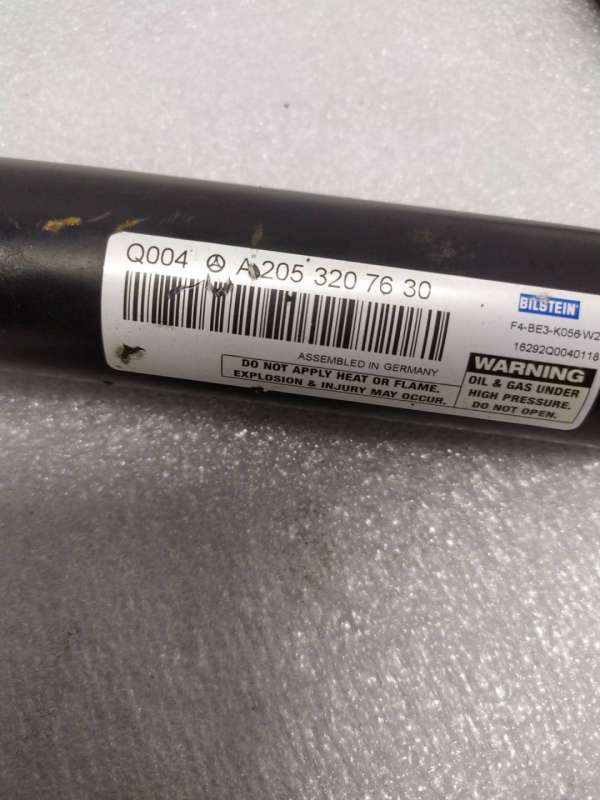 Q004 A 205 320 76 30
BILSTEIN
F4-BE3-K056-W2
16292Q0040118
ASSEMBLED IN GERMANY
DO NOT APPLY HEAT OR FLAME.
EXPLOSION & INJURY MAY OCCUR.
WARNING
OIL & GAS UNDER
HIGH PRESSURE.
DO NOT OPEN.